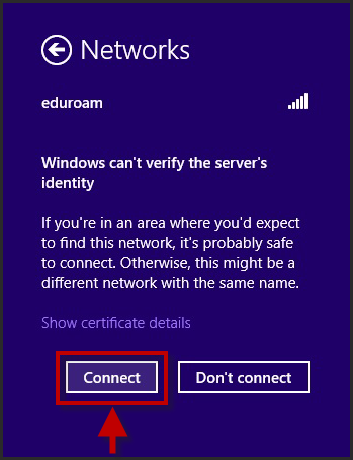 Networks
eduroam
Windows can't verify the server's
identity
If you're in an area where you'd expect
to find this network, it's probably safe
to connect. Otherwise, this might be a
different network with the same name.
Show certificate details
Connect
Don't connect